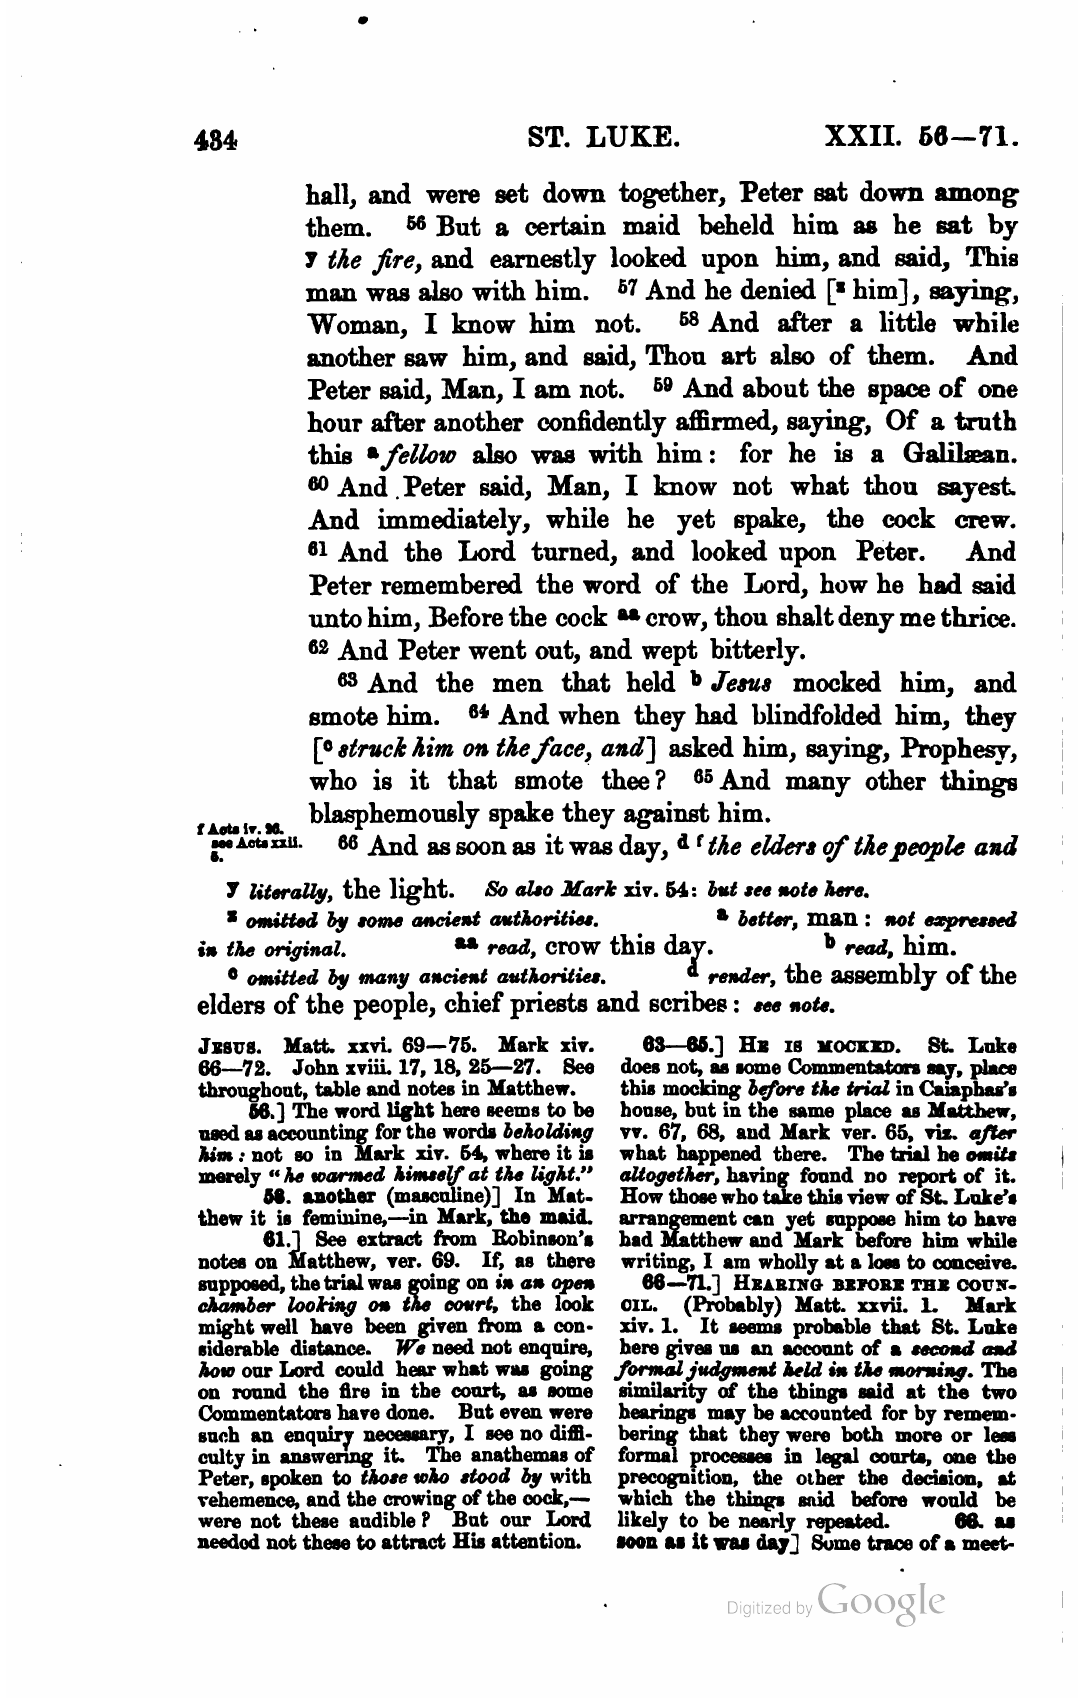 434 ST. LUKE. XXII. 56—71.
hall, and were set down together, Peter sat down among
them. 56 But a certain maid beheld him as he sat by
y the fire, and earnestly looked upon him, and said, This
man was also with him. 57 And he denied [z him], saying,
Woman, I know him not. 58 And after a little while
another saw him, and said, Thou art also of them. And
Peter said, Man, I am not. 59 And about the space of one
hour after another confidently affirmed, saying, Of a truth
this a fellow also was with him: for he is a Galilæan.
60 And Peter said, Man, I know not what thou sayest.
And immediately, while he yet spake, the cock crew.
61 And the Lord turned, and looked upon Peter. And
Peter remembered the word of the Lord, how he had said
unto him, Before the cock aa crow, thou shalt deny me thrice.
62 And Peter went out, and wept bitterly.
63 And the men that held b Jesus mocked him, and
smote him. 64 And when they had blindfolded him, they
[c struck him on the face, and] asked him, saying, Prophesy,
who is it that smote thee? 65 And many other things
blasphemously spake they against him.
f Acts iv. 26.
see Acts xxii.
5.
66 And as soon as it was day, d f the elders of the people and
y literally, the light. So also Mark xiv. 54: but see note here.
z omitted by some ancient authorities. a better, man: not expressed
in the original. aa read, crow this day. b read, him.
c omitted by many ancient authorities. d render, the assembly of the
elders of the people, chief priests and scribes: see note.
JESUS. Matt. xxvi. 69—75. Mark xiv.
66—72. John xviii. 17, 18, 25—27. See
throughout, table and notes in Matthew.
56.] The word light here seems to be
used as accounting for the words beholding
him: not so in Mark xiv. 54, where it is
merely "he warmed himself at the light."
58. another (masculine)] In Mat-
thew it is feminine,—in Mark, the maid.
61.] See extract from Robinson's
notes on Matthew, ver. 69. If, as there
supposed, the trial was going on in an open
chamber looking on the court, the look
might well have been given from a con-
siderable distance. We need not enquire,
how our Lord could hear what was going
on round the fire in the court, as some
Commentators have done. But even were
such an enquiry necessary, I see no diffi-
culty in answering it. The anathemas of
Peter, spoken to those who stood by with
vehemence, and the crowing of the cock,—
were not these audible? But our Lord
needed not these to attract His attention.
63—65.] HE IS MOCKED. St. Luke
does not, as some Commentators say, place
this mocking before the trial in Caiaphas's
house, but in the same place as Matthew,
vv. 67, 68, and Mark ver. 65, viz. after
what happened there. The trial he omits
altogether, having found no report of it.
How those who take this view of St. Luke's
arrangement can yet suppose him to have
had Matthew and Mark before him while
writing, I am wholly at a loss to conceive.
66—71.] HEARING BEFORE THE COUN-
CIL. (Probably) Matt. xxvii. 1. Mark
xiv. 1. It seems probable that St. Luke
here gives us an account of a second and
formal judgment held in the morning. The
similarity of the things said at the two
hearings may be accounted for by remem-
bering that they were both more or less
formal processes in legal courts, one the
precognition, the other the decision, at
which the things said before would be
likely to be nearly repeated. 66. as
soon as it was day] Some trace of a meet-
Digitized by Google